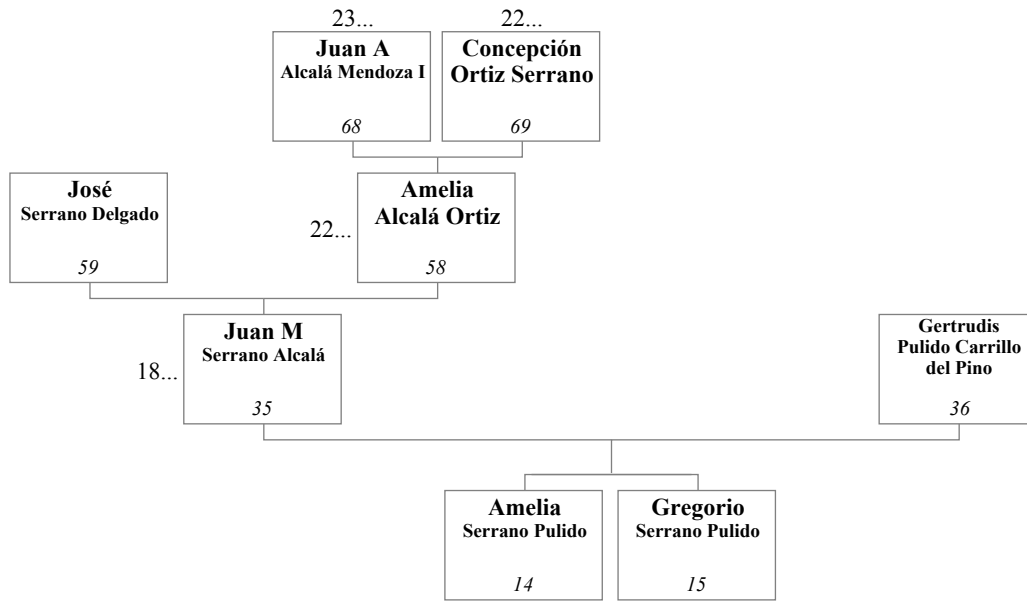 23...
22...
Juan A
Alcalá Mendoza I
68
Concepción
Ortiz Serrano
69
José
Serrano Delgado
59
22...
Amelia
Alcalá Ortiz
58
18...
Juan M
Serrano Alcalá
35
Gertrudis
Pulido Carrillo
del Pino
36
Amelia
Serrano Pulido
14
Gregorio
Serrano Pulido
15